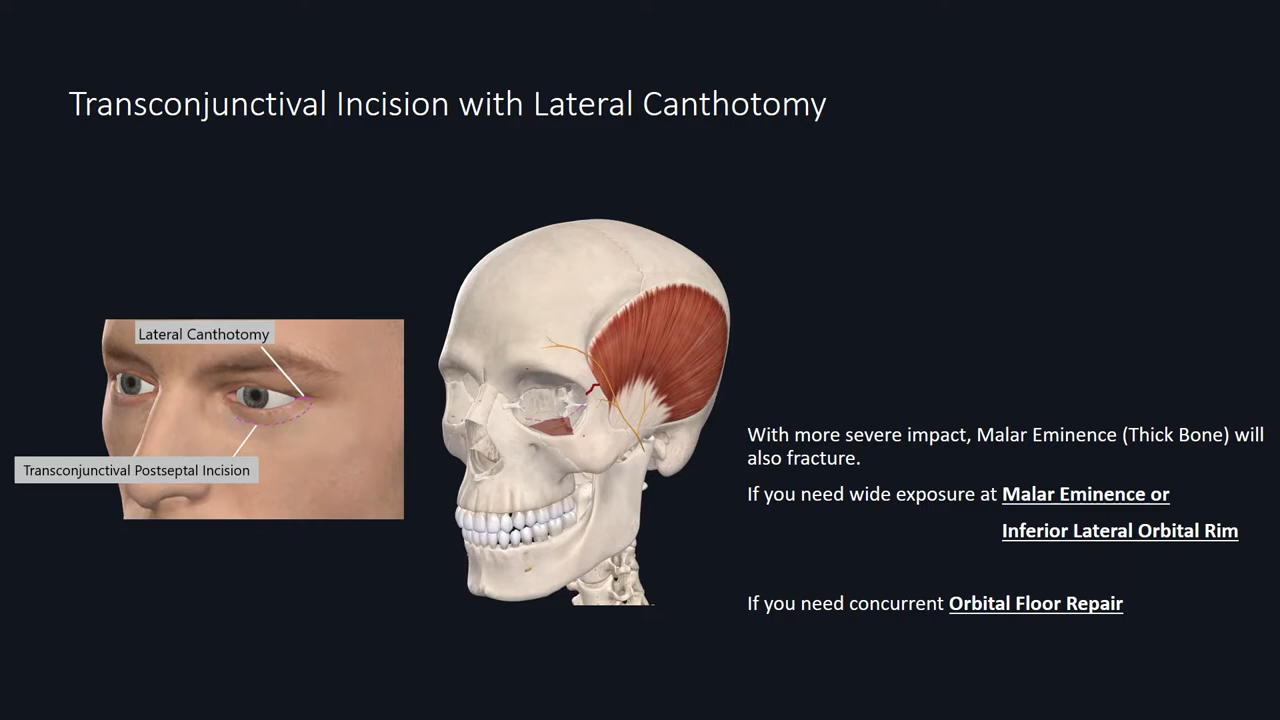 Transconjunctival Incision with Lateral Canthotomy
Lateral Canthotomy
Transconjunctival Postseptal Incision
With more severe impact, Malar Eminence (Thick Bone) will
also fracture.
If you need wide exposure at Malar Eminence or
Inferior Lateral Orbital Rim
If you need concurrent Orbital Floor Repair